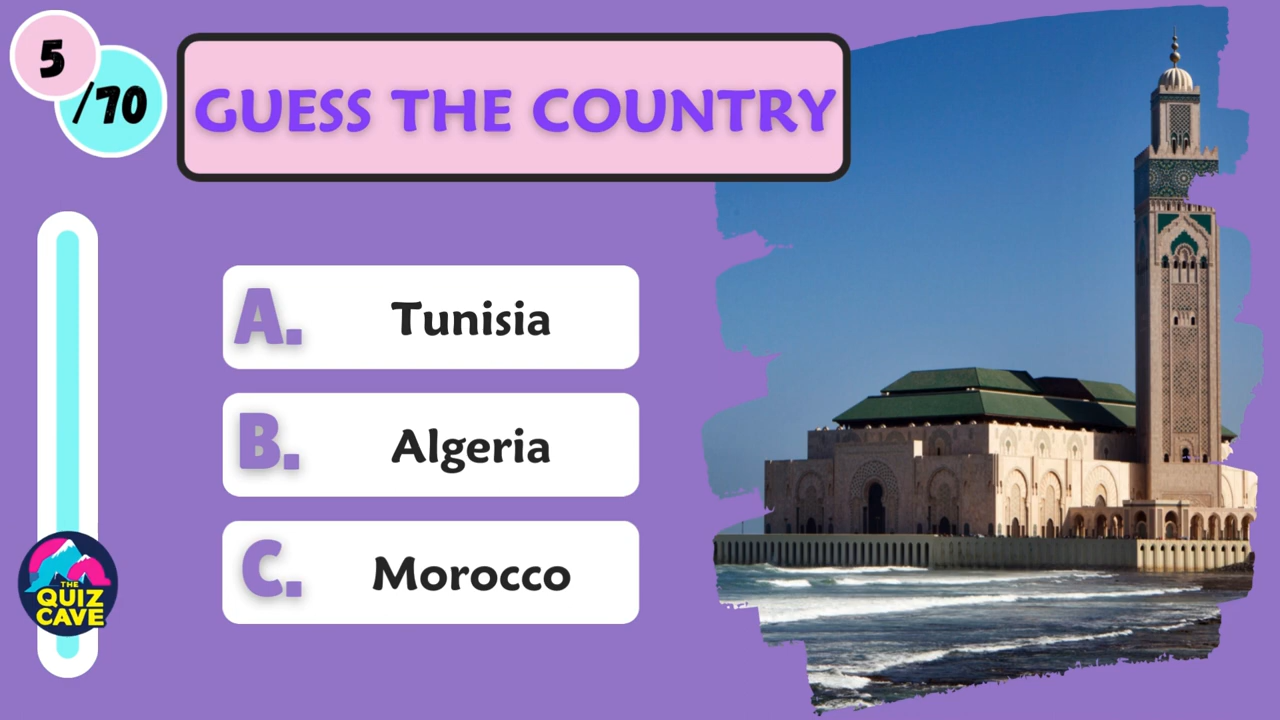 5
/70
GUESS THE COUNTRY
A. Tunisia
B. Algeria
C. Morocco
THE
QUIZ
CAVE